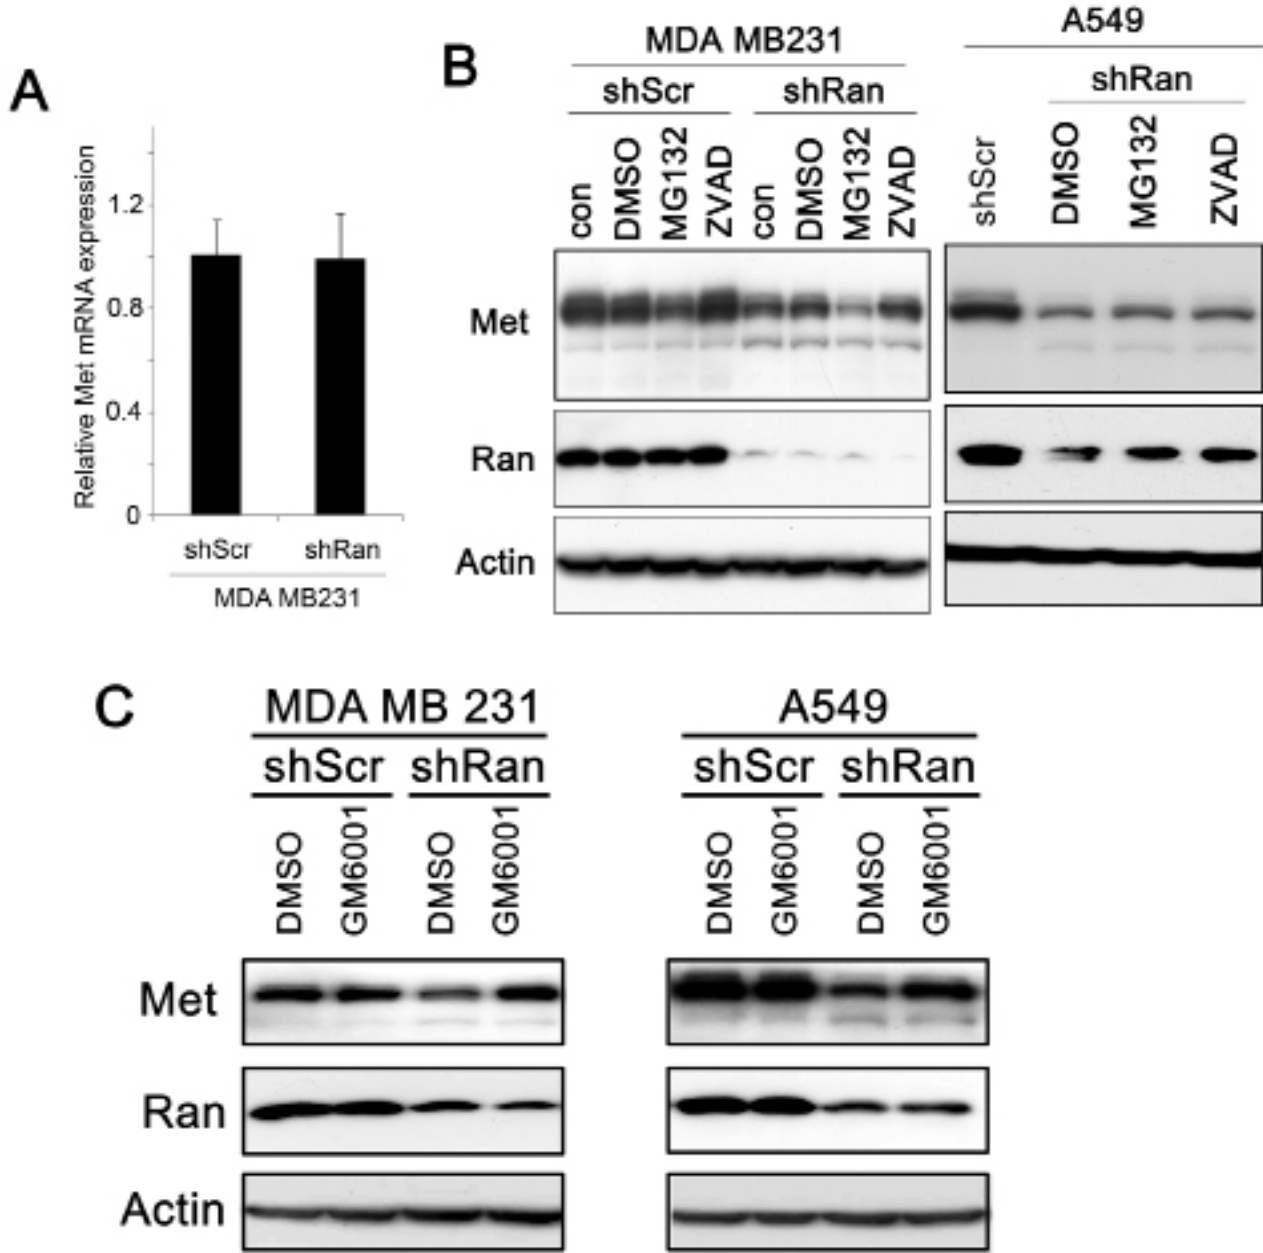 A
Relative Met mRNA expression
1.2
0.8
0.4
0
shScr shRan
MDA MB231
B
MDA MB231
shScr shRan
con DMSO MG132 ZVAD con DMSO MG132 ZVAD
A549
shRan
shScr DMSO MG132 ZVAD
Met
Ran
Actin
C
MDA MB 231 A549
shScr shRan shScr shRan
DMSO GM6001 DMSO GM6001 DMSO GM6001 DMSO GM6001
Met
Ran
Actin